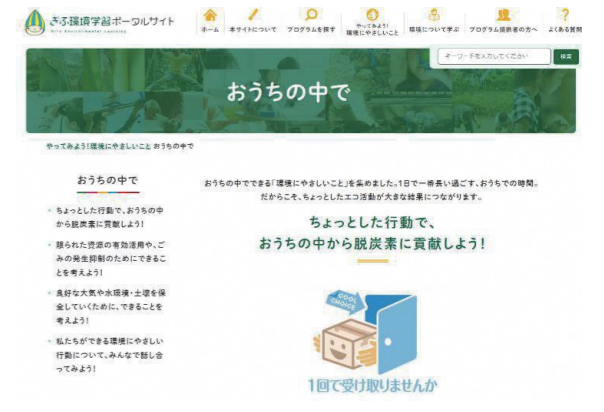 ぎふ環境学習ポータルサイト
Gifu Environmental Learning
ホーム
本サイトについて
プログラムを探す
やってみよう!
環境にやさしいこと
環境について学ぶ
プログラム提供者の方へ
よくある質問
キーワードを入力してください
検索
おうちの中で
やってみよう!環境にやさしいこと おうちの中で
おうちの中で
ちょっとした行動で、おうちの中
から脱炭素に貢献しよう!
限られた資源の有効活用や、ご
みの発生抑制のためにできるこ
とを考えよう!
良好な大気や水環境・土壌を保
全していくために、できることを
考えよう!
私たちができる環境にやさしい
行動について、みんなで話し合
ってみよう!
おうちの中でできる「環境にやさしいこと」を集めました。1日で一番長い過ごす、おうちでの時間。
だからこそ、ちょっとしたエコ活動が大きな結果につながります。
ちょっとした行動で、
おうちの中から脱炭素に貢献しよう!
COOL
CHOICE
1回で受け取りませんか